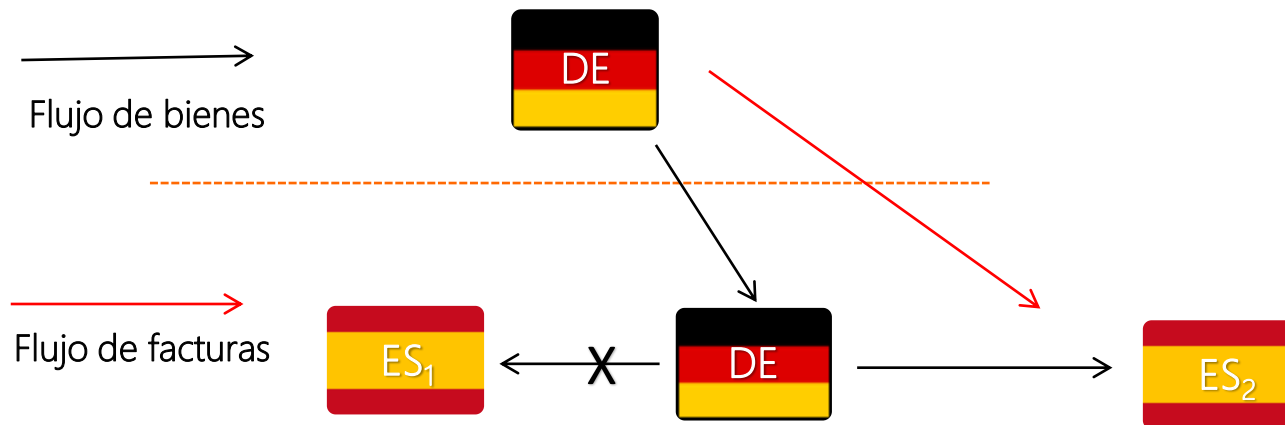 DE
Flujo de bienes
Flujo de facturas
ES₁
X
DE
ES₂